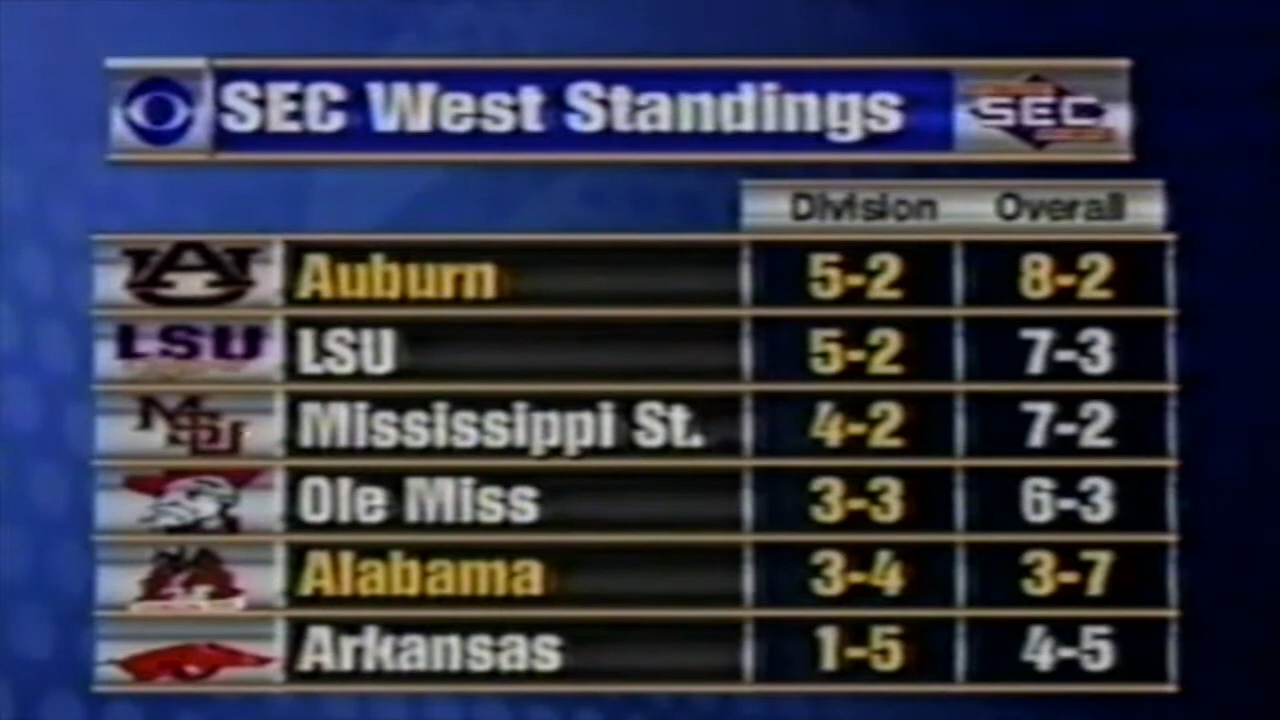 SEC West Standings SEC
Division Overall
AU Auburn 5-2 8-2
LSU LSU 5-2 7-3
MSU Mississippi St. 4-2 7-2
Ole Miss 3-3 6-3
Alabama 3-4 3-7
Arkansas 1-5 4-5